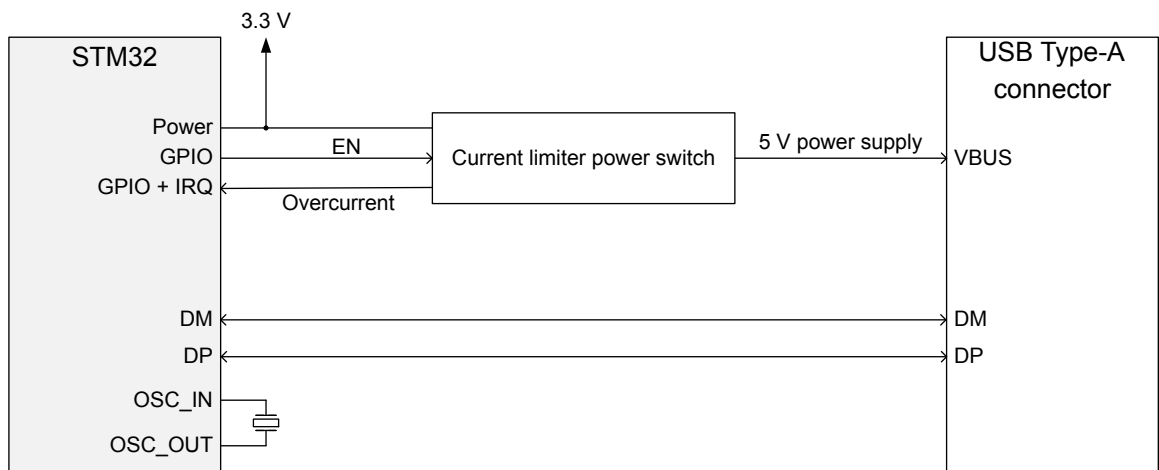 3.3 V
STM32
USB Type-A
connector
Power
GPIO
EN
Current limiter power switch
5 V power supply
VBUS
GPIO + IRQ
Overcurrent
DM
DM
DP
DP
OSC_IN
OSC_OUT